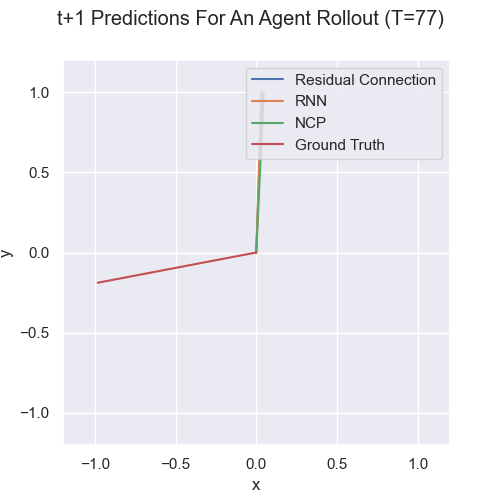 t+1 Predictions For An Agent Rollout (T=77)
Residual Connection
RNN
NCP
Ground Truth
1.0
0.5
0.0
−0.5
−1.0
y
−1.0 −0.5 0.0 0.5 1.0
x